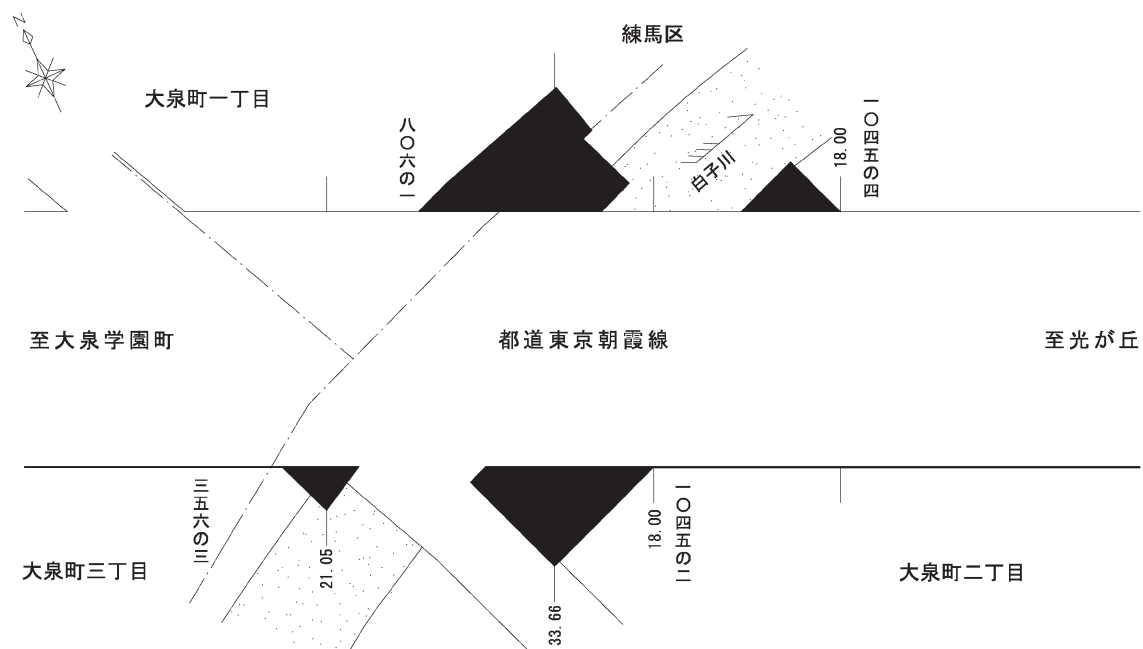 N
練馬区
大泉町一丁目
八〇六の一
白子川
18.00
一〇四五の四
至大泉学園町
都道東京朝霞線
至光が丘
三五六の三
大泉町三丁目
21.05
33.66
18.00
一〇四五の二
大泉町二丁目